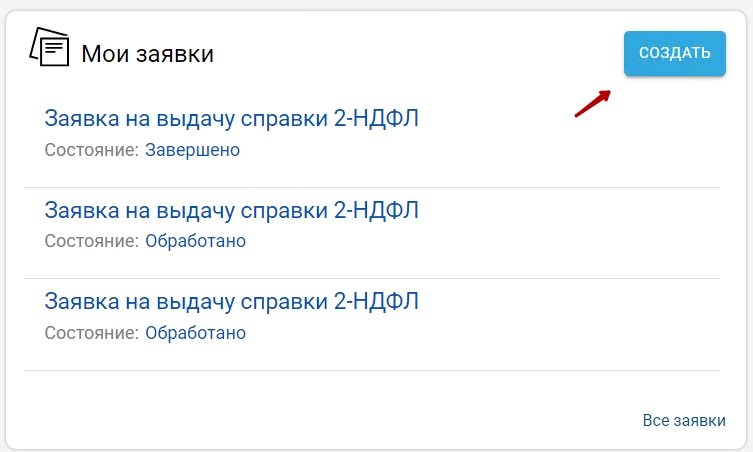 Мои заявки
СОЗДАТЬ
Заявка на выдачу справки 2-НДФЛ
Состояние: Завершено
Заявка на выдачу справки 2-НДФЛ
Состояние: Обработано
Заявка на выдачу справки 2-НДФЛ
Состояние: Обработано
Все заявки